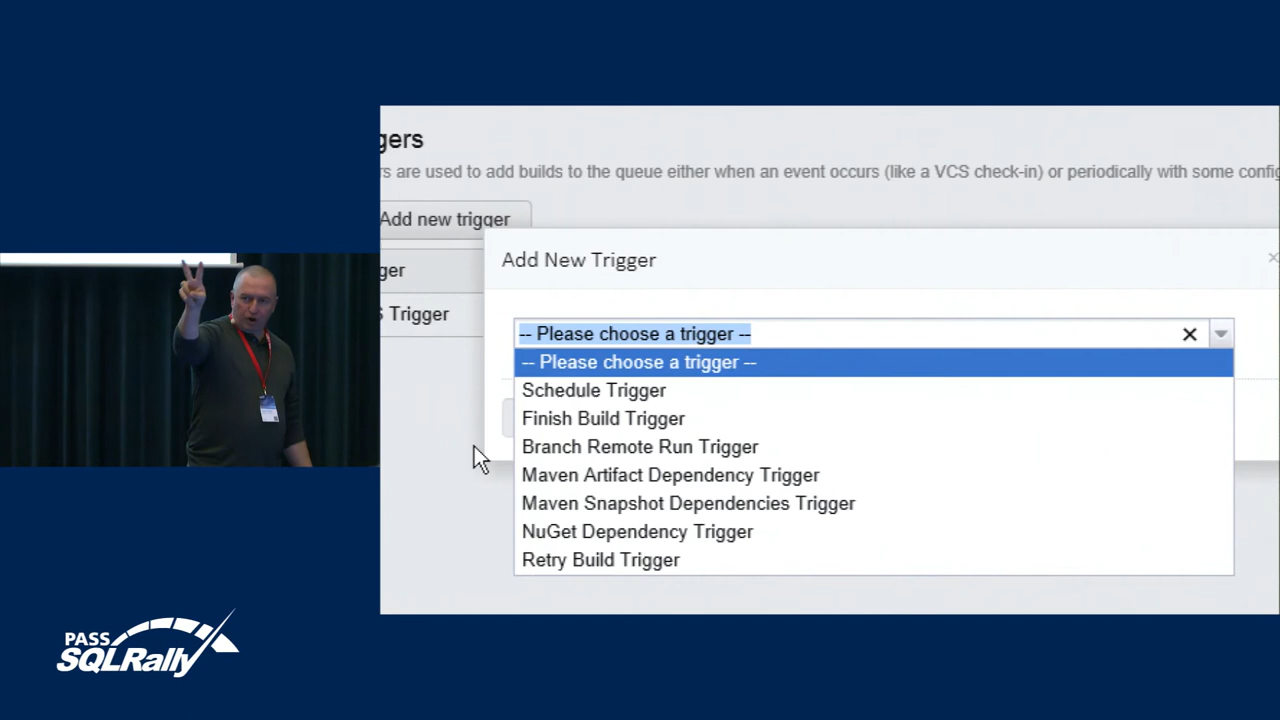 gers
rs are used to add builds to the queue either when an event occurs (like a VCS check-in) or periodically with some config
Add new trigger
gger
S Trigger
Add New Trigger
-- Please choose a trigger --
-- Please choose a trigger --
Schedule Trigger
Finish Build Trigger
Branch Remote Run Trigger
Maven Artifact Dependency Trigger
Maven Snapshot Dependencies Trigger
NuGet Dependency Trigger
Retry Build Trigger
PASS
SQLRally